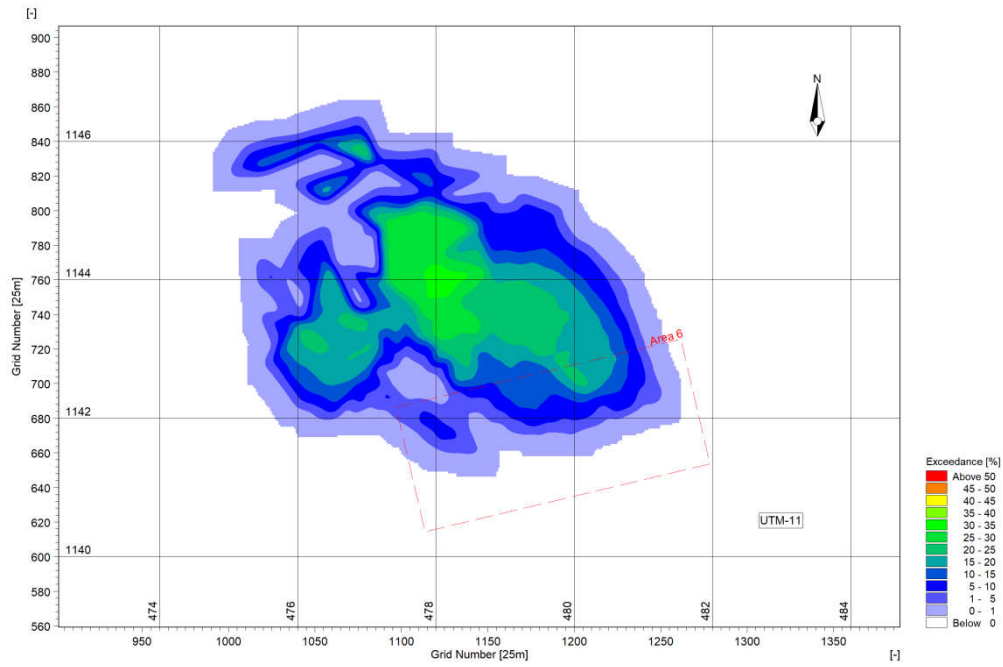 [-]
900
880
860
840
820
800
780
760
740
720
700
680
660
640
620
600
580
560
Grid Number [25m]
1146
1144
1142
1140
N
Area 6
UTM-11
474
476
478
480
482
484
950
1000
1050
1100
1150
1200
1250
1300
1350
Grid Number [25m]
[-]
Exceedance [%]
Above 50
45 - 50
40 - 45
35 - 40
30 - 35
25 - 30
20 - 25
15 - 20
10 - 15
5 - 10
1 - 5
0 - 1
Below 0